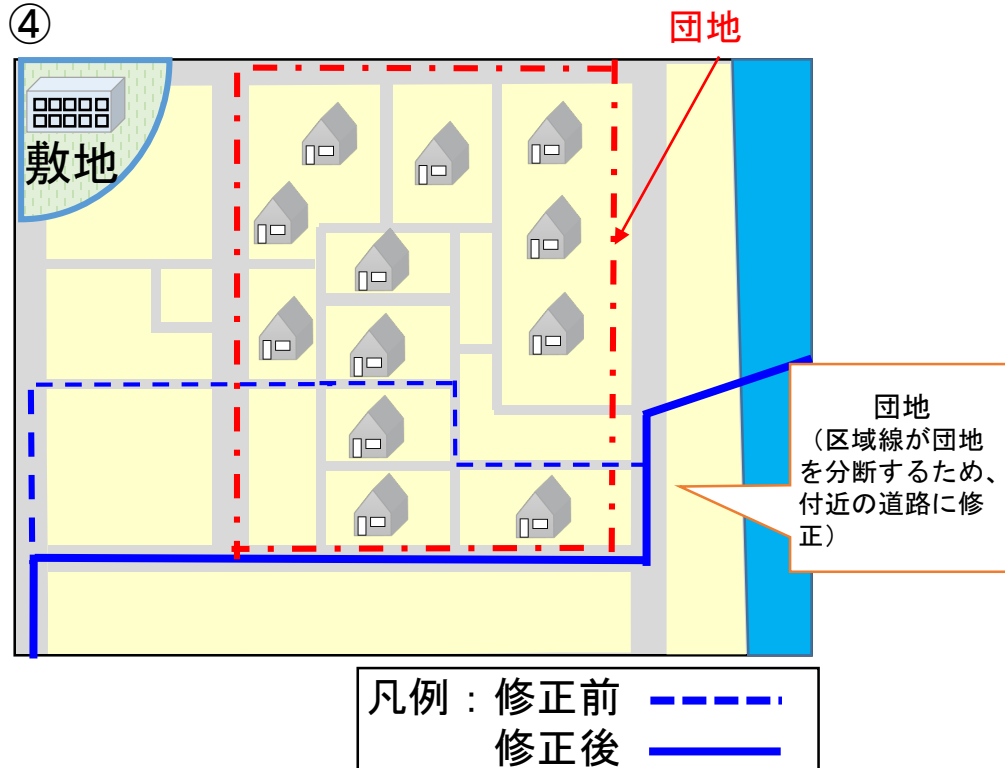 ④
団地
敷地
団地
（区域線が団地
を分断するため、
付近の道路に修
正）
凡例：修正前
修正後